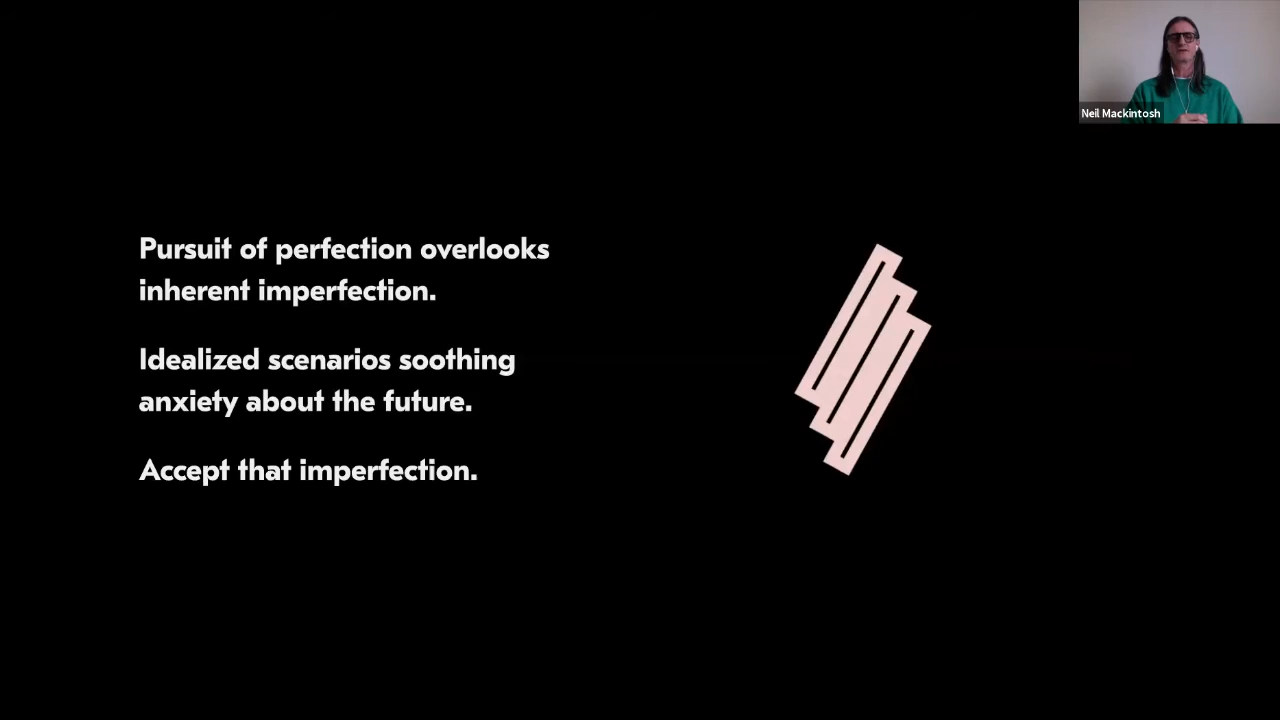 Neil Mackintosh
Pursuit of perfection overlooks
inherent imperfection.
Idealized scenarios soothing
anxiety about the future.
Accept that imperfection.